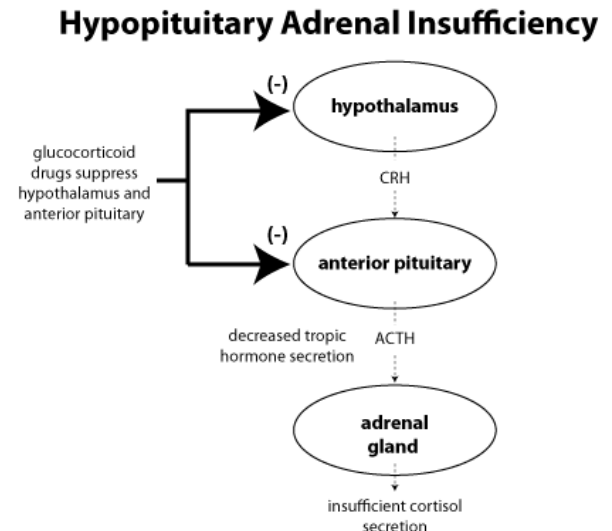 Hypopituitary Adrenal Insufficiency
(-)
hypothalamus
glucocorticoid
drugs suppress
hypothalamus and
anterior pituitary
CRH
(-)
anterior pituitary
decreased tropic
hormone secretion
ACTH
adrenal
gland
insufficient cortisol
secretion